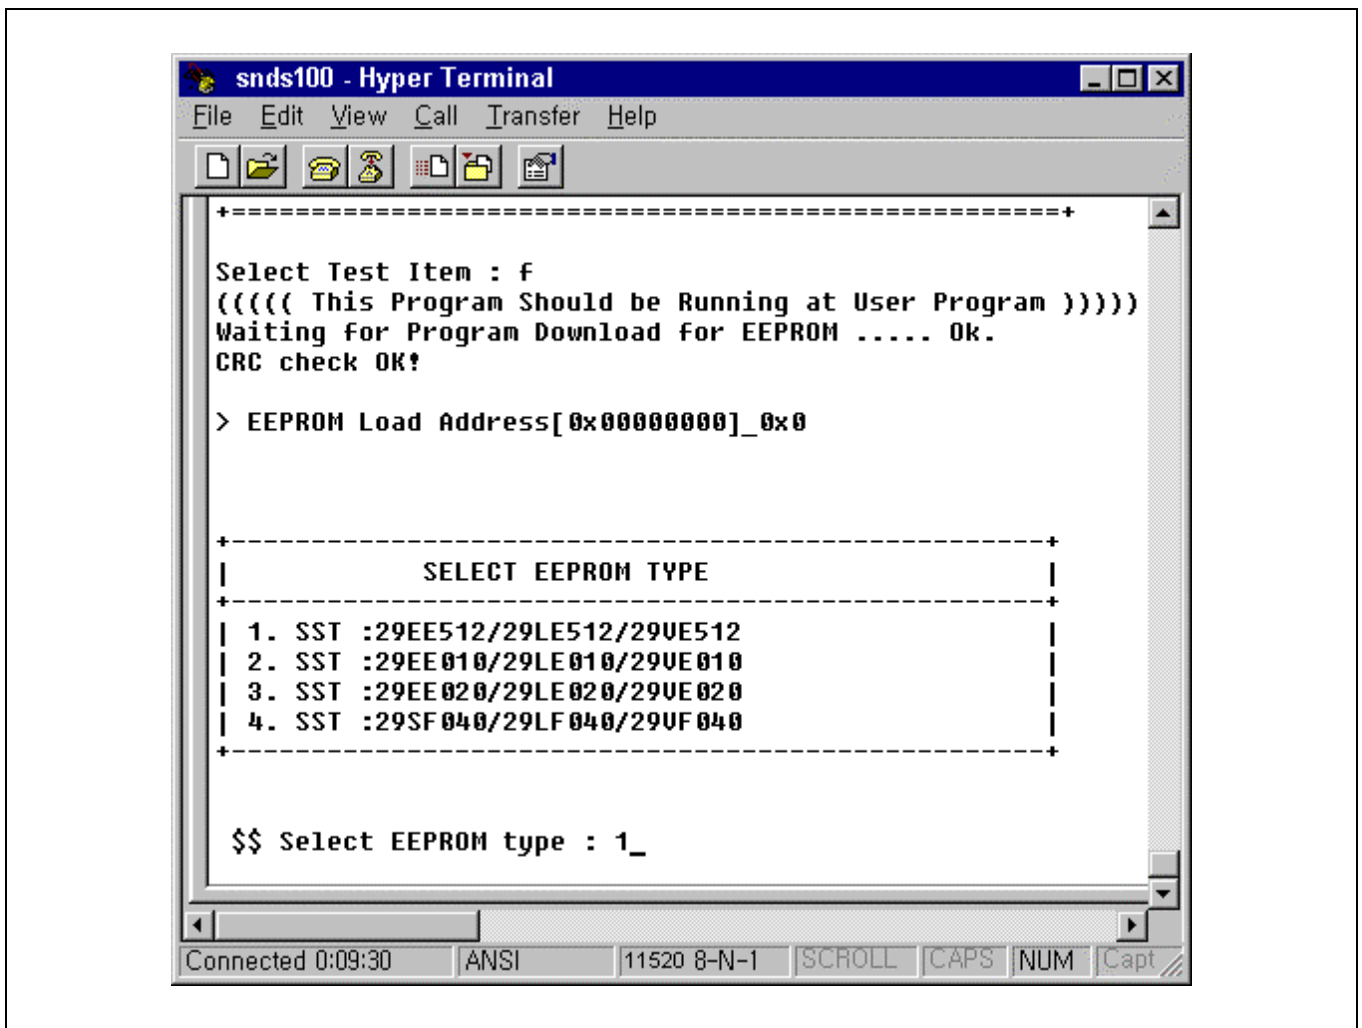 snds100 - Hyper Terminal
File Edit View Call Transfer Help
+====================================================+
Select Test Item : f
((((( This Program Should be Running at User Program )))))
Waiting for Program Download for EEPROM ..... Ok.
CRC check OK!
> EEPROM Load Address[0x00000000]_0x0
+---------------------------------------------------+
| SELECT EEPROM TYPE |
+---------------------------------------------------+
| 1. SST :29EE512/29LE512/29VE512 |
| 2. SST :29EE010/29LE010/29VE010 |
| 3. SST :29EE020/29LE020/29VE020 |
| 4. SST :29SF040/29LF040/29VF040 |
+---------------------------------------------------+
$$ Select EEPROM type : 1_
Connected 0:09:30 ANSI 11520 8-N-1 SCROLL CAPS NUM Capt